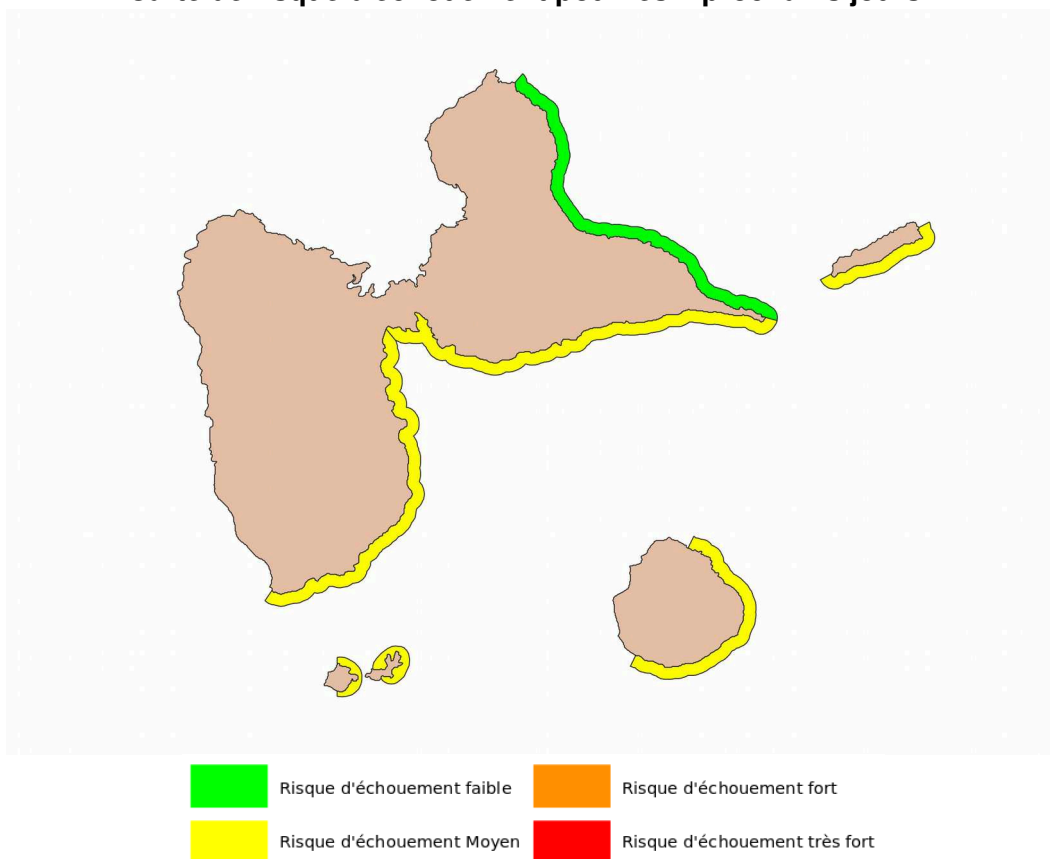 Risque d'échouement faible
Risque d'échouement fort
Risque d'échouement Moyen
Risque d'échouement très fort